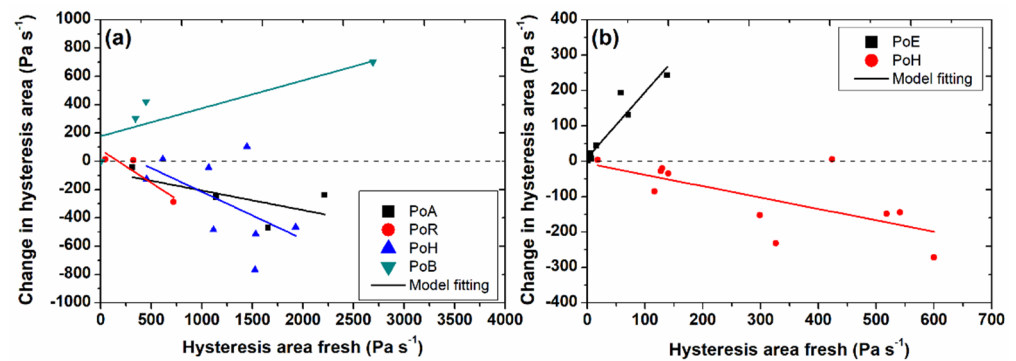 (a)
Change in hysteresis area (Pa s⁻¹)
1000
800
600
400
200
0
-200
-400
-600
-800
-1000
PoA
PoR
PoH
PoB
Model fitting
0 500 1000 1500 2000 2500 3000 3500 4000
Hysteresis area fresh (Pa s⁻¹)
(b)
Change in hysteresis area (Pa s⁻¹)
400
300
200
100
0
-100
-200
-300
-400
PoE
PoH
Model fitting
0 100 200 300 400 500 600 700
Hysteresis area fresh (Pa s⁻¹)